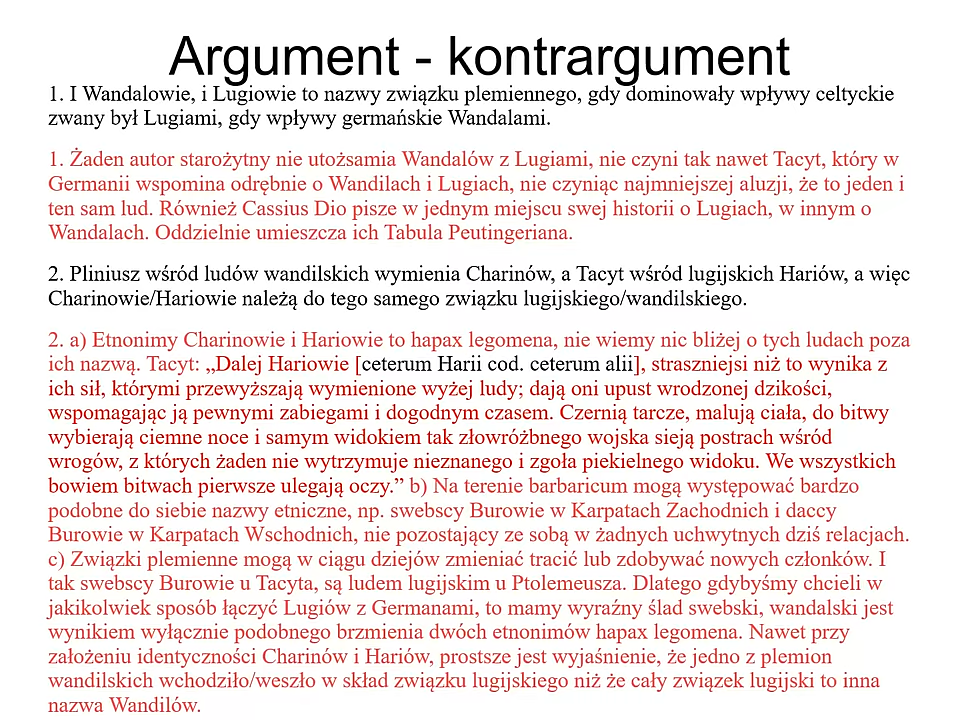 Argument - kontrargument
1. I Wandalowie, i Lugiowie to nazwy związku plemiennego, gdy dominowały wpływy celtyckie
zwany był Lugiami, gdy wpływy germańskie Wandalami.
1. Żaden autor starożytny nie utożsamia Wandalów z Lugiami, nie czyni tak nawet Tacyt, który w
Germanii wspomina odrębnie o Wandilach i Lugiach, nie czyniąc najmniejszej aluzji, że to jeden i
ten sam lud. Również Cassius Dio pisze w jednym miejscu swej historii o Lugiach, w innym o
Wandalach. Oddzielnie umieszcza ich Tabula Peutingeriana.
2. Pliniusz wśród ludów wandilskich wymienia Charinów, a Tacyt wśród lugijskich Hariów, a więc
Charinowie/Hariowie należą do tego samego związku lugijskiego/wandilskiego.
2. a) Etnonimy Charinowie i Hariowie to hapax legomena, nie wiemy nic bliżej o tych ludach poza
ich nazwą. Tacyt: „Dalej Hariowie [ceterum Harii cod. ceterum alii], straszniejsi niż to wynika z
ich sił, którymi przewyższają wymienione wyżej ludy; dają oni upust wrodzonej dzikości,
wspomagając ją pewnymi zabiegami i dogodnym czasem. Czernią tarcze, malują ciała, do bitwy
wybierają ciemne noce i samym widokiem tak złowróżbnego wojska sieją postrach wśród
wrogów, z których żaden nie wytrzymuje nieznanego i zgoła piekielnego widoku. We wszystkich
bowiem bitwach pierwsze ulegają oczy.” b) Na terenie barbaricum mogą występować bardzo
podobne do siebie nazwy etniczne, np. swebscy Burowie w Karpatach Zachodnich i daccy
Burowie w Karpatach Wschodnich, nie pozostający ze sobą w żadnych uchwytnych dziś relacjach.
c) Związki plemienne mogą w ciągu dziejów zmieniać tracić lub zdobywać nowych członków. I
tak swebscy Burowie u Tacyta, są ludem lugijskim u Ptolemeusza. Dlatego gdybyśmy chcieli w
jakikolwiek sposób łączyć Lugiów z Germanami, to mamy wyraźny ślad swebski, wandalski jest
wynikiem wyłącznie podobnego brzmienia dwóch etnonimów hapax legomena. Nawet przy
założeniu identyczności Charinów i Hariów, prostsze jest wyjaśnienie, że jedno z plemion
wandilskich wchodziło/weszło w skład związku lugijskiego niż że cały związek lugijski to inna
nazwa Wandilów.